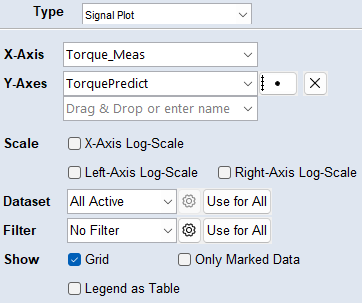 Type Signal Plot
X-Axis Torque_Meas
Y-Axes TorquePredict
Drag & Drop or enter name
Scale X-Axis Log-Scale
Left-Axis Log-Scale Right-Axis Log-Scale
Dataset All Active Use for All
Filter No Filter Use for All
Show Grid Only Marked Data
Legend as Table